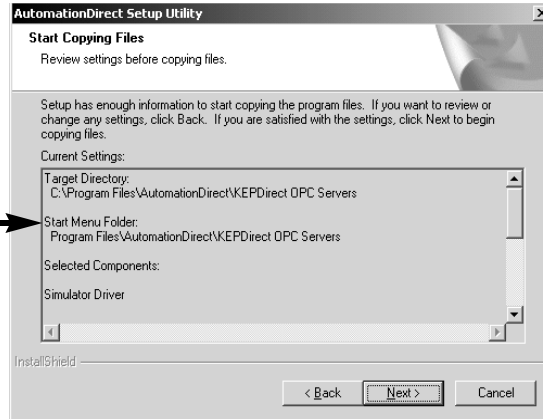 AutomationDirect Setup Utility
Start Copying Files
Review settings before copying files.
Setup has enough information to start copying the program files. If you want to review or
change any settings, click Back. If you are satisfied with the settings, click Next to begin
copying files.
Current Settings:
Target Directory:
C:\Program Files\AutomationDirect\KEPDirect OPC Servers
Start Menu Folder:
Program Files\AutomationDirect\KEPDirect OPC Servers
Selected Components:
Simulator Driver
InstallShield
< Back Next > Cancel